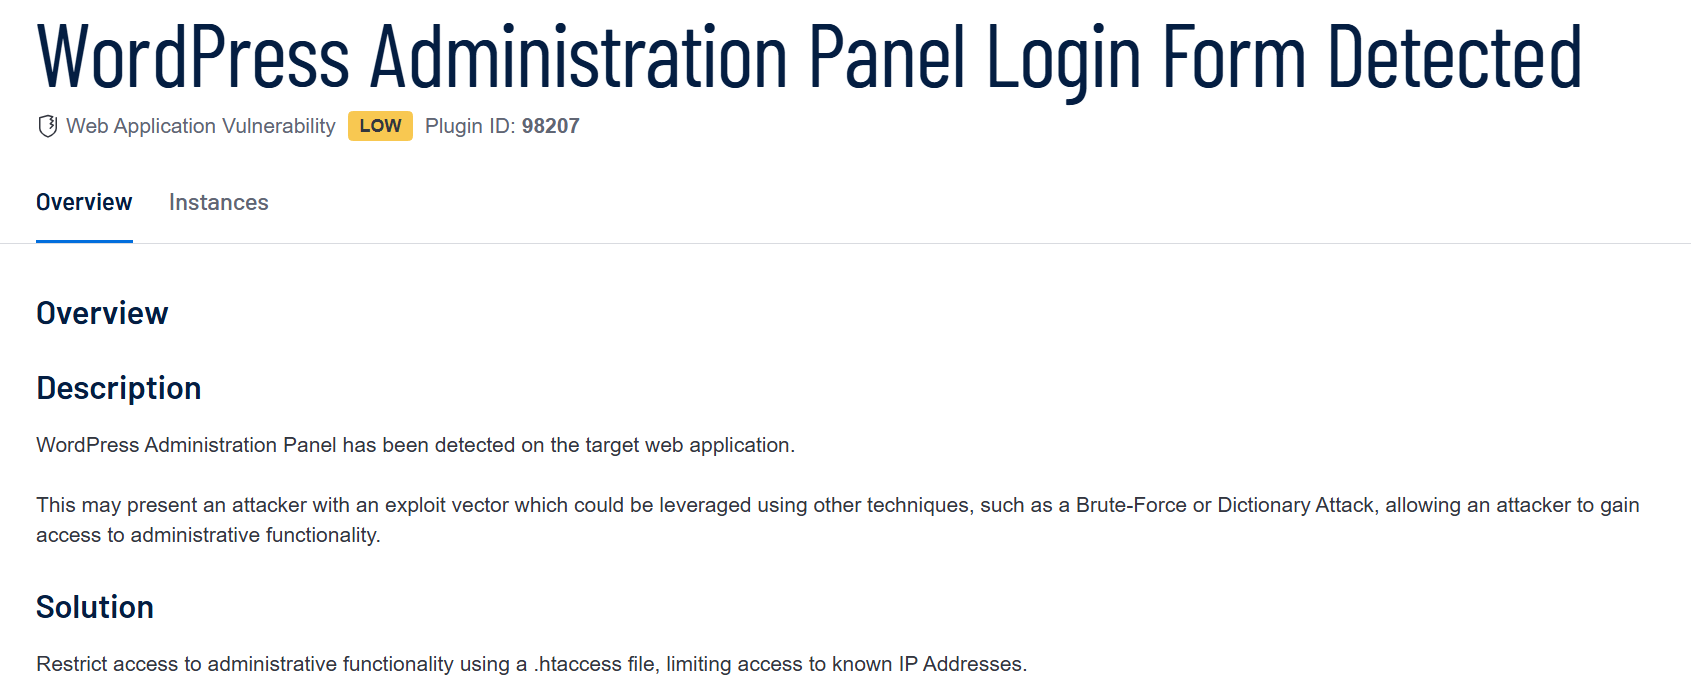 WordPress Administration Panel Login Form Detected
Web Application Vulnerability LOW Plugin ID: 98207
Overview Instances
Overview
Description
WordPress Administration Panel has been detected on the target web application.
This may present an attacker with an exploit vector which could be leveraged using other techniques, such as a Brute-Force or Dictionary Attack, allowing an attacker to gain
access to administrative functionality.
Solution
Restrict access to administrative functionality using a .htaccess file, limiting access to known IP Addresses.